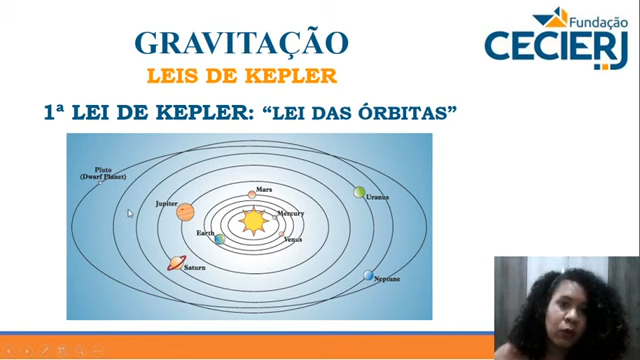 GRAVITAÇÃO
Fundação
CECIERJ
LEIS DE KEPLER
1ª LEI DE KEPLER: “LEI DAS ÓRBITAS”
Pluto
(Dwarf Planet)
Mars
Uranus
Jupiter
Mercury
Earth
Venus
Saturn
Neptune